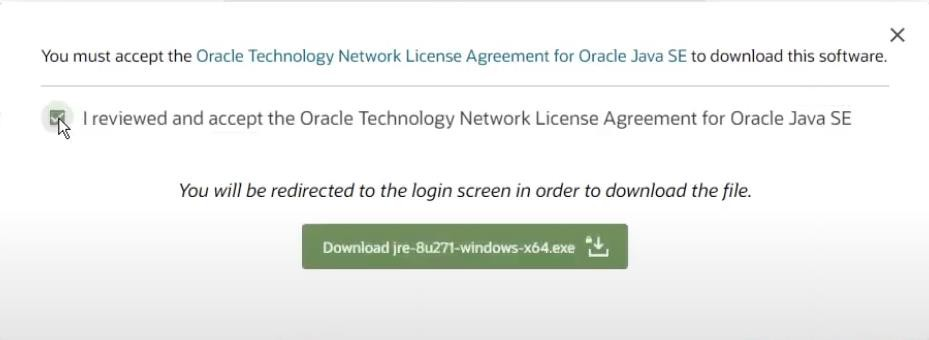 You must accept the Oracle Technology Network License Agreement for Oracle Java SE to download this software.
I reviewed and accept the Oracle Technology Network License Agreement for Oracle Java SE
You will be redirected to the login screen in order to download the file.
Download jre-8u271-windows-x64.exe